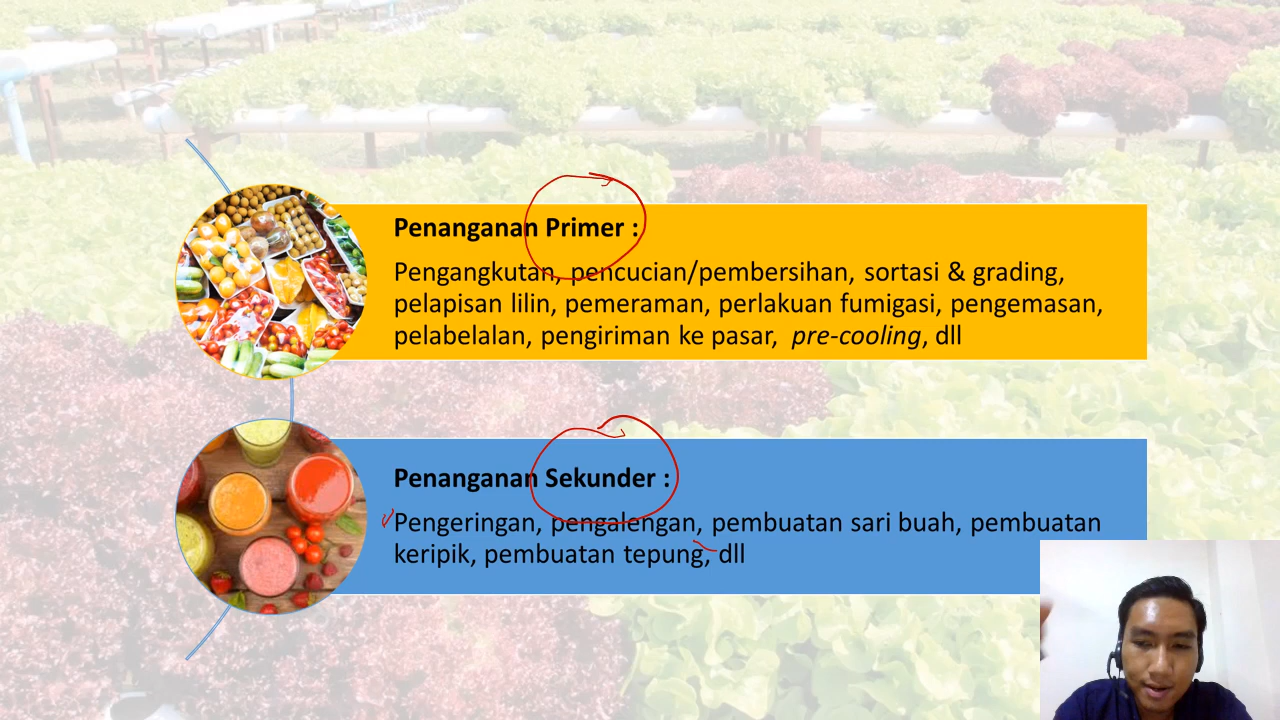 Penanganan Primer :
Pengangkutan, pencucian/pembersihan, sortasi & grading,
pelapisan lilin, pemeraman, perlakuan fumigasi, pengemasan,
pelabelalan, pengiriman ke pasar, pre-cooling, dll
Penanganan Sekunder :
Pengeringan, pengalengan, pembuatan sari buah, pembuatan
keripik, pembuatan tepung, dll